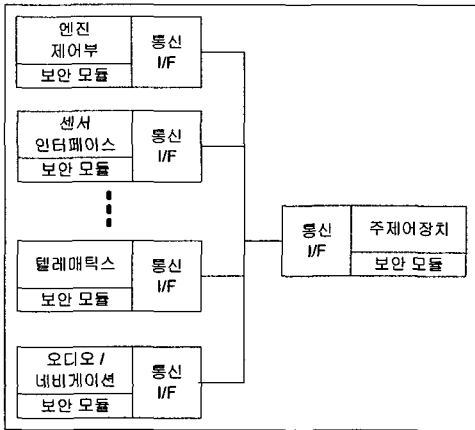 엔진
제어부
보안 모듈
통신
I/F
센서
인터페이스
보안 모듈
통신
I/F
텔레매틱스
보안 모듈
통신
I/F
오디오 /
네비게이션
보안 모듈
통신
I/F
통신
I/F
주제어장치
보안 모듈